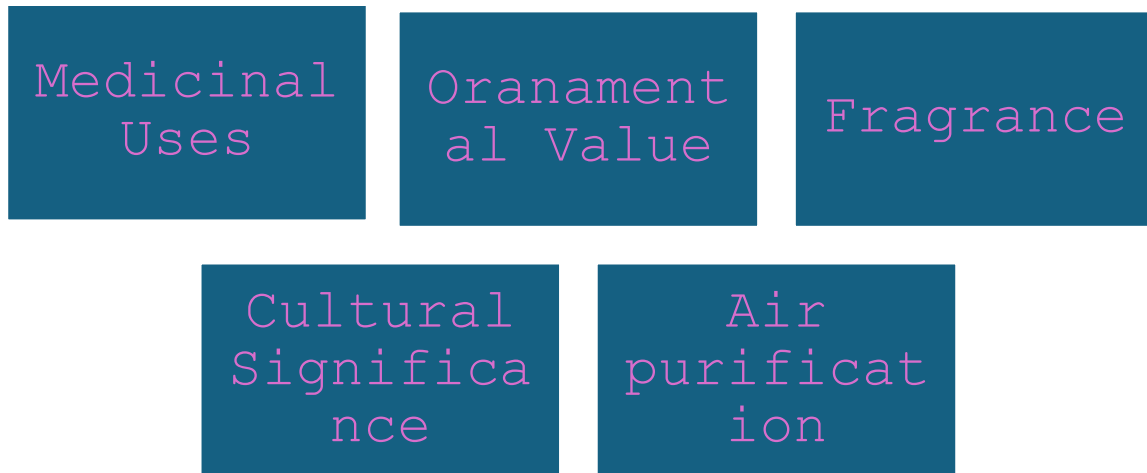 Medicinal
Uses
Oranament
al Value
Fragrance
Cultural
Significa
nce
Air
purificat
ion